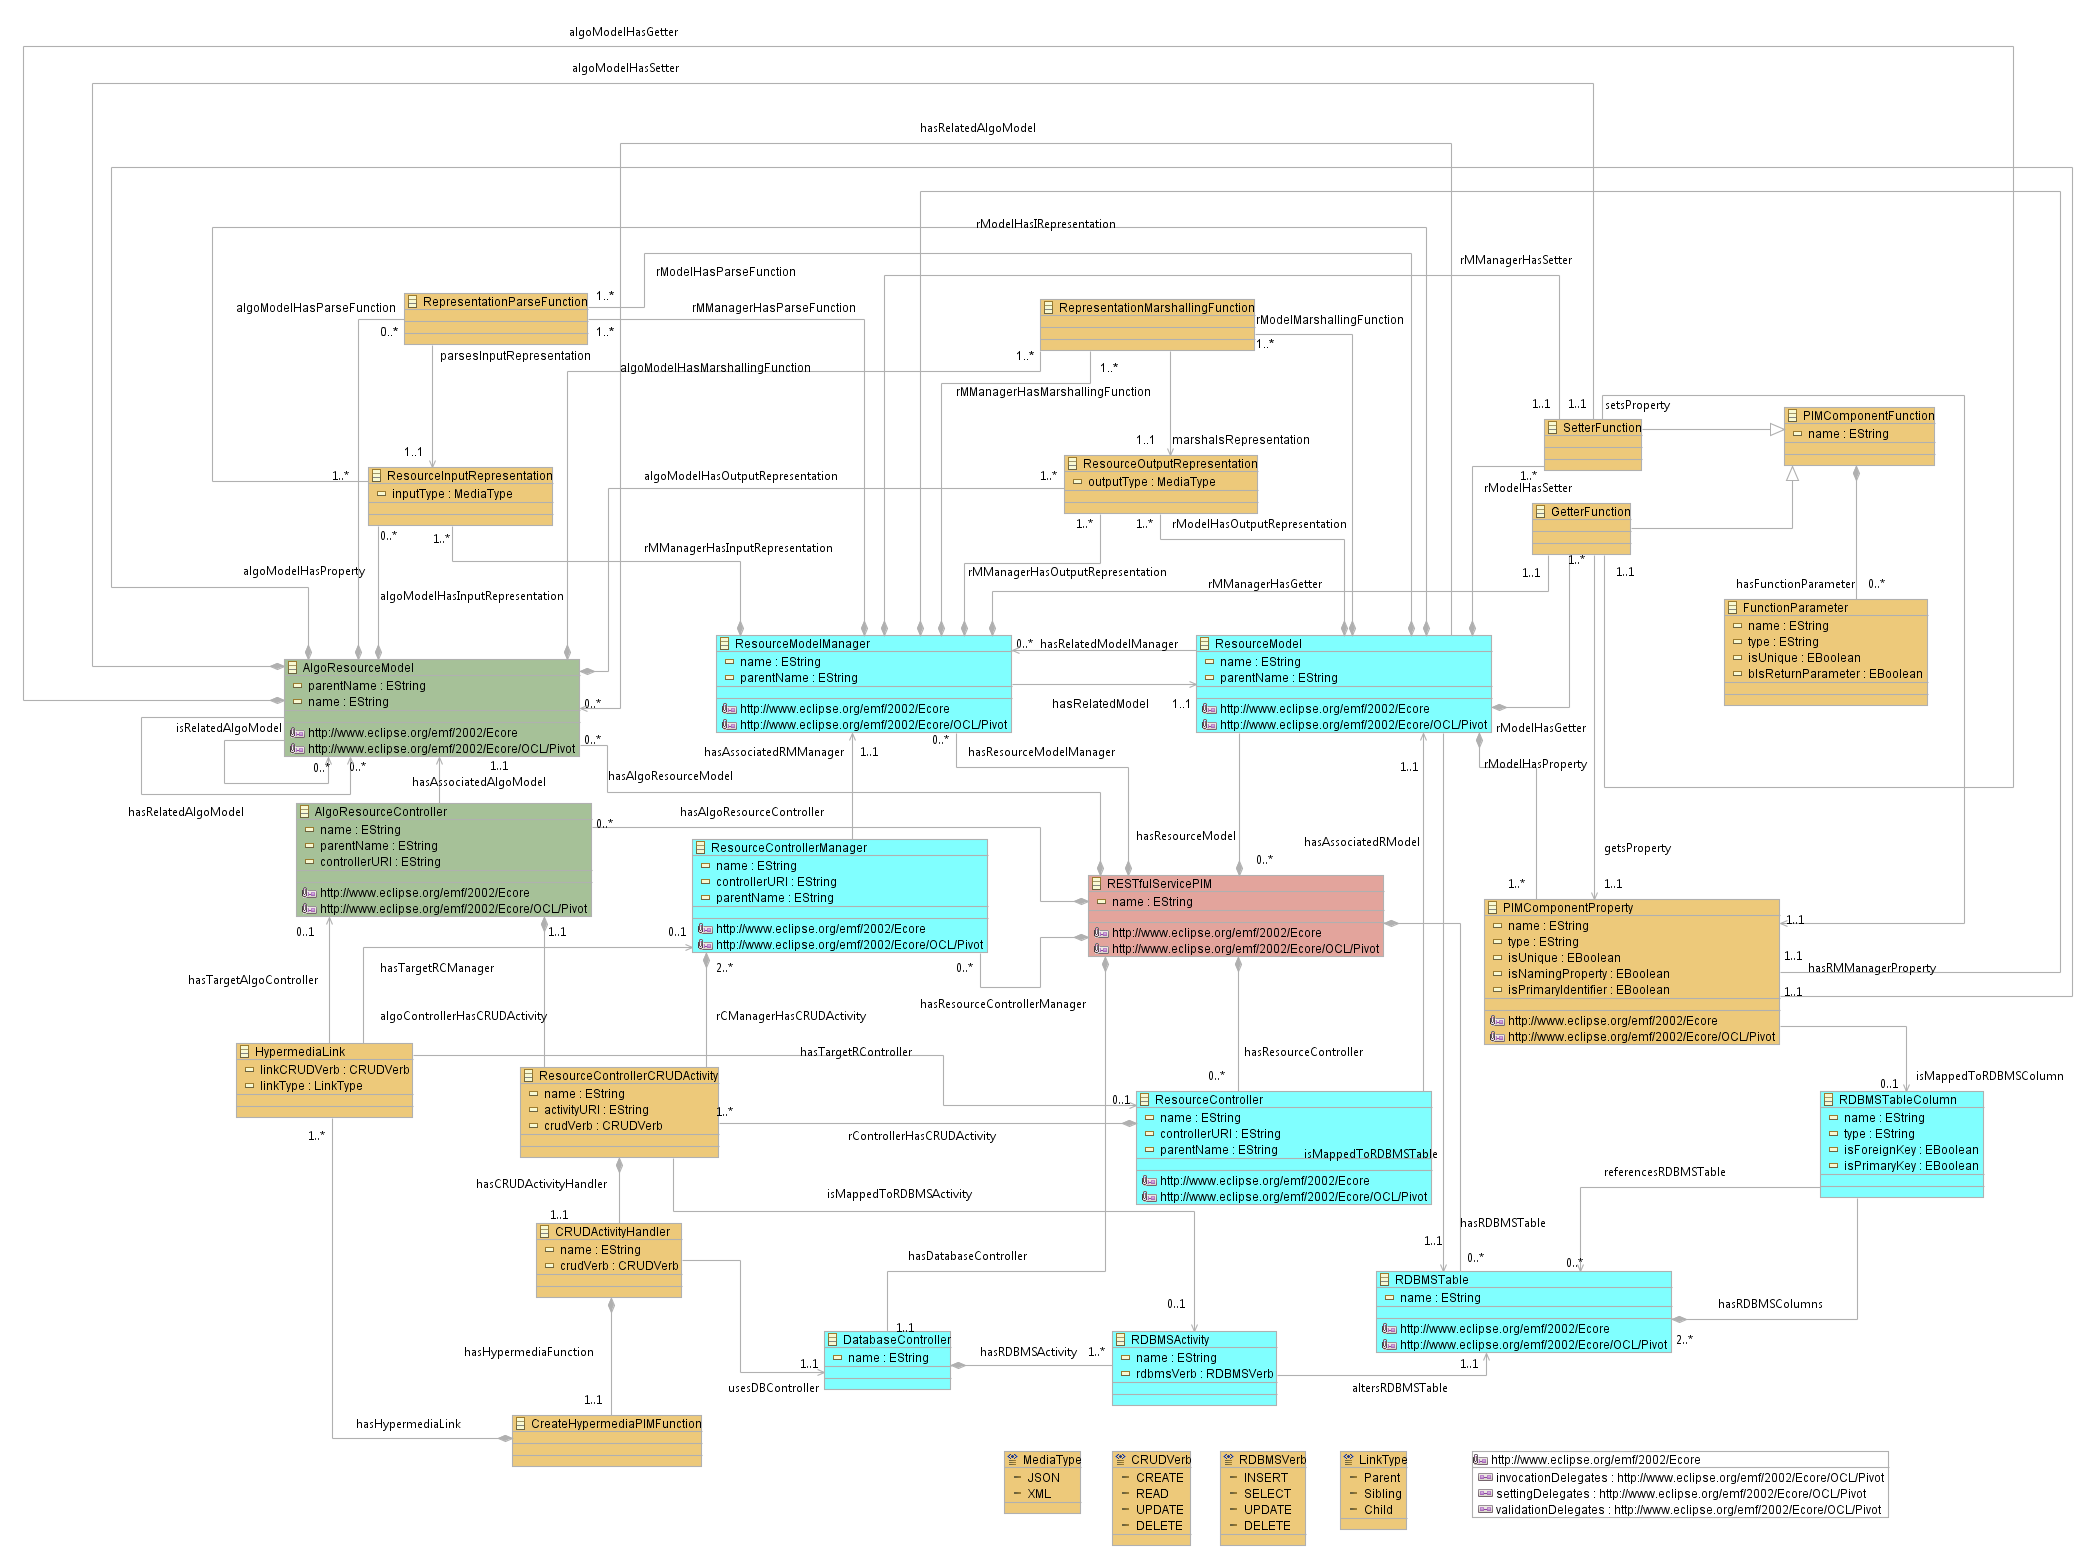 algoModelHasGetter
algoModelHasSetter
hasRelatedAlgoModel
rModelHasIRepresentation
rMManagerHasSetter
rModelHasParseFunction
RepresentationParseFunction
1..*
algoModelHasParseFunction
0..*
rMManagerHasParseFunction
1..*
RepresentationMarshallingFunction
rModelMarshallingFunction
1..*
parsesInputRepresentation
1..*
algoModelHasMarshallingFunction
1..*
rMManagerHasMarshallingFunction
1..1
1..1
setsProperty
PIMComponentFunction
name : EString
SetterFunction
1..1
marshalsRepresentation
1..1
ResourceInputRepresentation
inputType : MediaType
1..*
ResourceOutputRepresentation
outputType : MediaType
algoModelHasOutputRepresentation
1..*
1..*
rModelHasSetter
GetterFunction
0..*
1..*
1..*
1..*
rModelHasOutputRepresentation
rMManagerHasInputRepresentation
rMManagerHasOutputRepresentation
algoModelHasProperty
algoModelHasInputRepresentation
1..1
1..*
1..1
rMManagerHasGetter
hasFunctionParameter
0..*
FunctionParameter
name : EString
type : EString
isUnique : EBoolean
bIsReturnParameter : EBoolean
AlgoResourceModel
parentName : EString
name : EString
http://www.eclipse.org/emf/2002/Ecore
http://www.eclipse.org/emf/2002/Ecore/OCL/Pivot
ResourceModelManager
name : EString
parentName : EString
http://www.eclipse.org/emf/2002/Ecore
http://www.eclipse.org/emf/2002/Ecore/OCL/Pivot
0..*
hasRelatedModelManager
hasRelatedModel
1..1
ResourceModel
name : EString
parentName : EString
http://www.eclipse.org/emf/2002/Ecore
http://www.eclipse.org/emf/2002/Ecore/OCL/Pivot
0..*
0..*
isRelatedAlgoModel
0..*
0..*
hasRelatedAlgoModel
1..1
hasAssociatedAlgoModel
hasAlgoResourceModel
hasAssociatedRMManager
1..1
0..*
hasResourceModelManager
rModelHasGetter
rModelHasProperty
1..1
AlgoResourceController
name : EString
parentName : EString
controllerURI : EString
http://www.eclipse.org/emf/2002/Ecore
http://www.eclipse.org/emf/2002/Ecore/OCL/Pivot
0..*
hasAlgoResourceController
ResourceControllerManager
name : EString
controllerURI : EString
parentName : EString
http://www.eclipse.org/emf/2002/Ecore
http://www.eclipse.org/emf/2002/Ecore/OCL/Pivot
hasResourceModel
0..*
hasAssociatedRModel
RESTfulServicePIM
name : EString
http://www.eclipse.org/emf/2002/Ecore
http://www.eclipse.org/emf/2002/Ecore/OCL/Pivot
getsProperty
1..*
1..1
PIMComponentProperty
name : EString
type : EString
isUnique : EBoolean
isNamingProperty : EBoolean
isPrimaryIdentifier : EBoolean
http://www.eclipse.org/emf/2002/Ecore
http://www.eclipse.org/emf/2002/Ecore/OCL/Pivot
1..1
1..1
hasRMManagerProperty
1..1
0..1
hasTargetAlgoController
hasTargetRCManager
0..1
1..1
2..*
0..*
hasResourceControllerManager
algoControllerHasCRUDActivity
rCManagerHasCRUDActivity
HypermediaLink
linkCRUDVerb : CRUDVerb
linkType : LinkType
1..*
hasTargetRController
0..1
hasResourceController
0..*
ResourceControllerCRUDActivity
name : EString
activityURI : EString
crudVerb : CRUDVerb
1..*
rControllerHasCRUDActivity
ResourceController
name : EString
controllerURI : EString
parentName : EString
isMappedToRDBMSTable
http://www.eclipse.org/emf/2002/Ecore
http://www.eclipse.org/emf/2002/Ecore/OCL/Pivot
isMappedToRDBMSColumn
0..1
RDBMSTableColumn
name : EString
type : EString
isForeignKey : EBoolean
isPrimaryKey : EBoolean
referencesRDBMSTable
0..*
hasCRUDActivityHandler
1..1
isMappedToRDBMSActivity
CRUDActivityHandler
name : EString
crudVerb : CRUDVerb
hasDatabaseController
hasRDBMSTable
1..1
0..*
RDBMSTable
name : EString
http://www.eclipse.org/emf/2002/Ecore
http://www.eclipse.org/emf/2002/Ecore/OCL/Pivot
hasRDBMSColumns
2..*
0..1
1..1
DatabaseController
name : EString
hasRDBMSActivity
1..*
RDBMSActivity
name : EString
rdbmsVerb : RDBMSVerb
1..1
altersRDBMSTable
hasHypermediaFunction
1..1
1..1
usesDBController
hasHypermediaLink
CreateHypermediaPIMFunction
MediaType
JSON
XML
CRUDVerb
CREATE
READ
UPDATE
DELETE
RDBMSVerb
INSERT
SELECT
UPDATE
DELETE
LinkType
Parent
Sibling
Child
http://www.eclipse.org/emf/2002/Ecore
invocationDelegates : http://www.eclipse.org/emf/2002/Ecore/OCL/Pivot
settingDelegates : http://www.eclipse.org/emf/2002/Ecore/OCL/Pivot
validationDelegates : http://www.eclipse.org/emf/2002/Ecore/OCL/Pivot